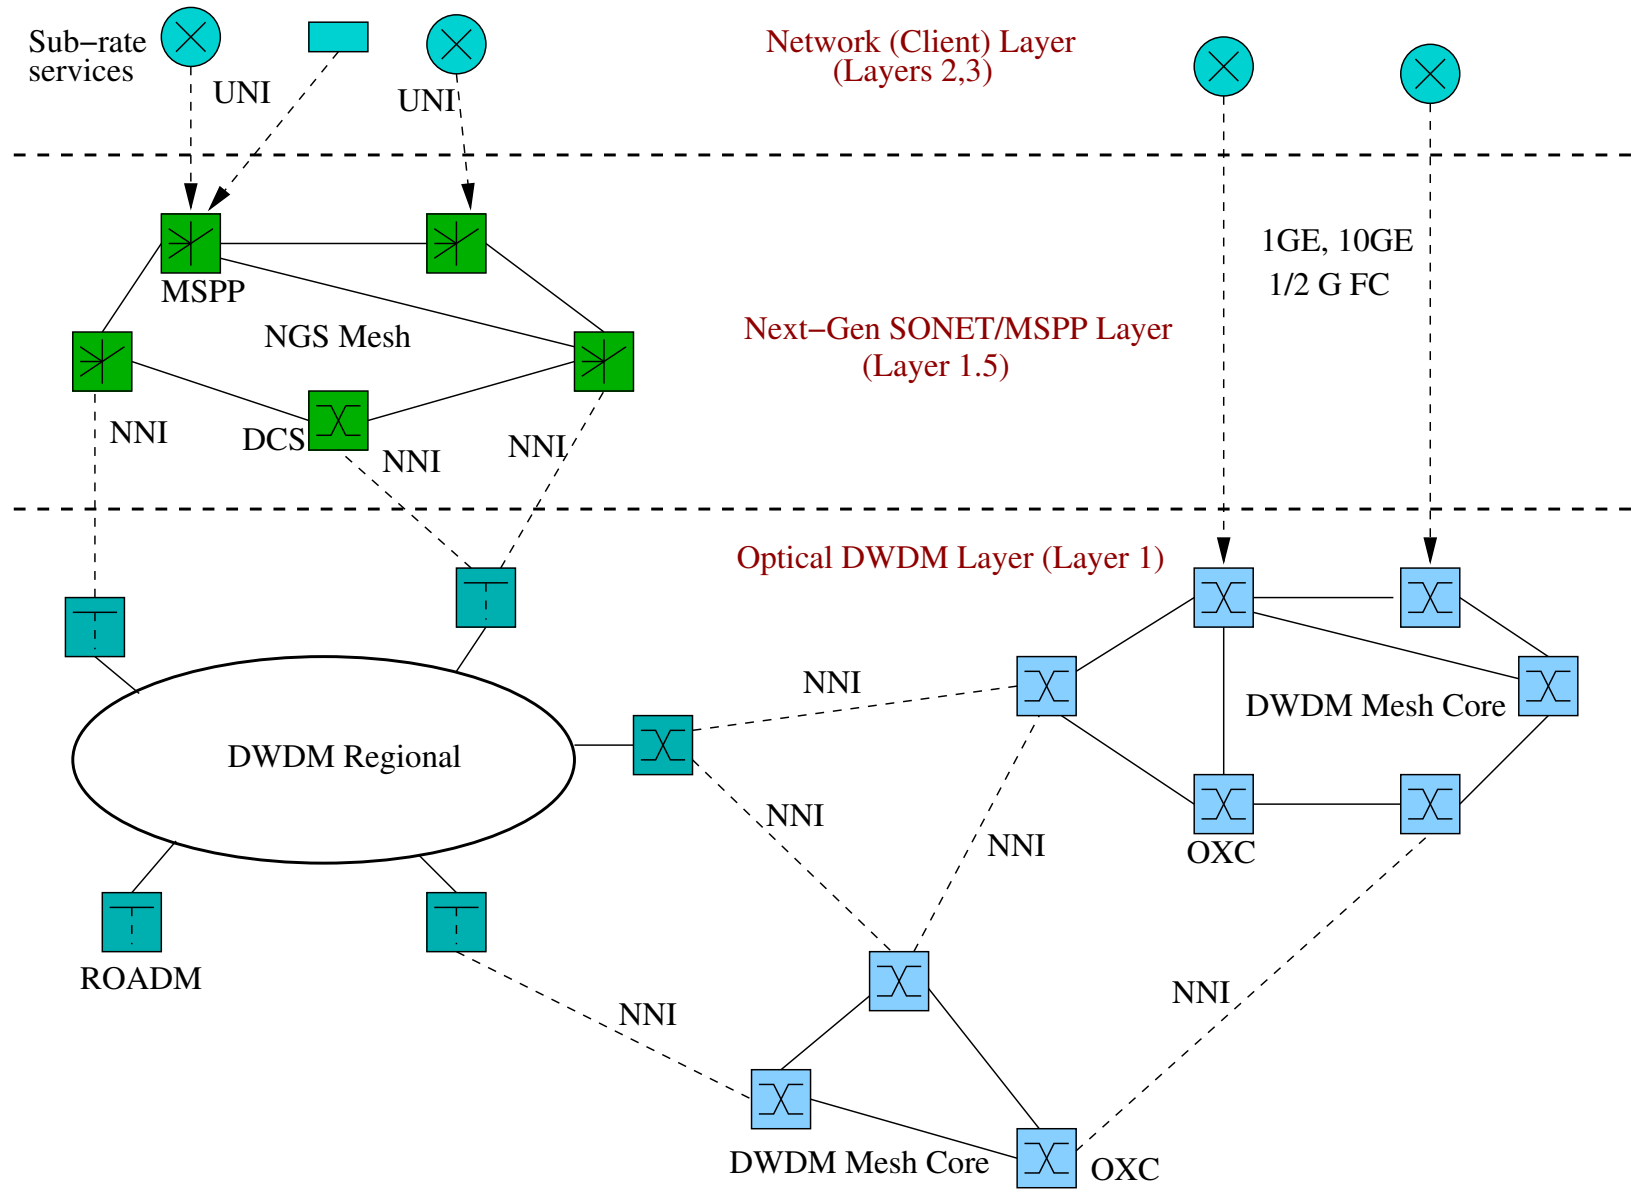 Sub−rate
services
UNI
UNI
Network (Client) Layer
(Layers 2,3)
1GE, 10GE
1/2 G FC
MSPP
NGS Mesh
Next−Gen SONET/MSPP Layer
(Layer 1.5)
NNI
DCS
NNI
NNI
Optical DWDM Layer (Layer 1)
NNI
DWDM Mesh Core
DWDM Regional
NNI
NNI
OXC
ROADM
NNI
NNI
DWDM Mesh Core
OXC